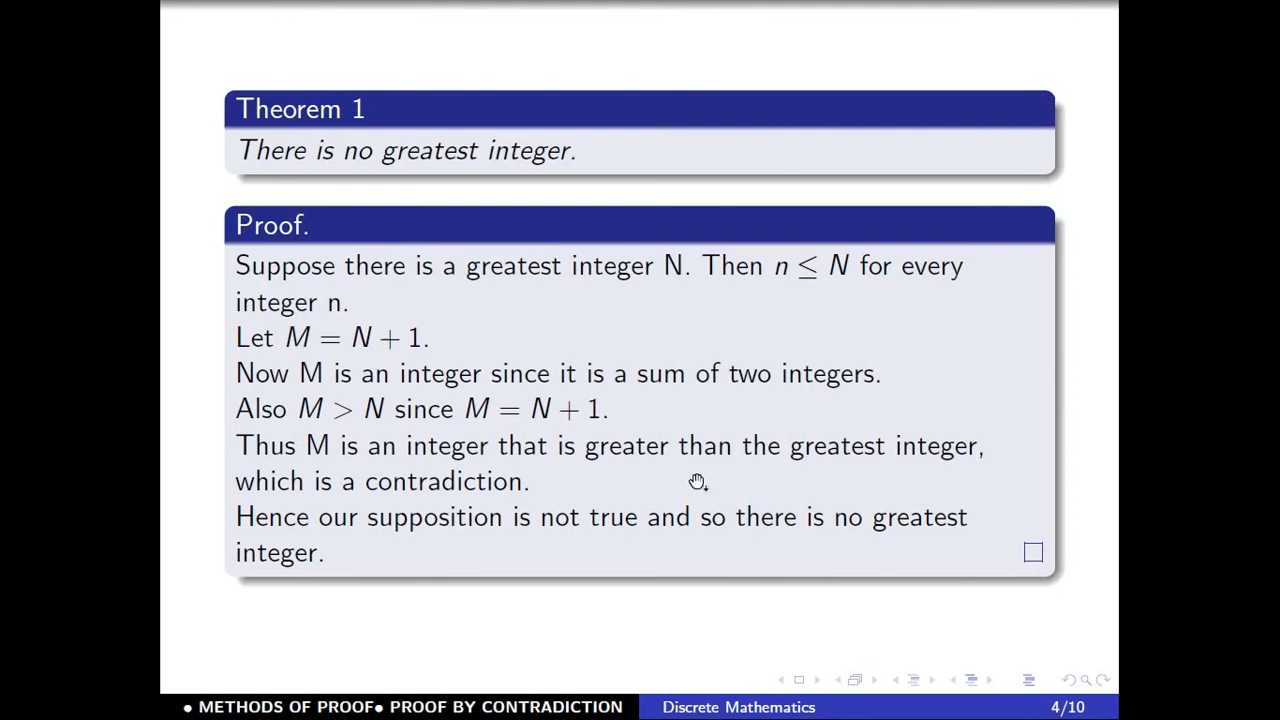 Theorem 1
There is no greatest integer.
Proof.
Suppose there is a greatest integer N. Then n ≤ N for every
integer n.
Let M = N + 1.
Now M is an integer since it is a sum of two integers.
Also M > N since M = N + 1.
Thus M is an integer that is greater than the greatest integer,
which is a contradiction.
Hence our supposition is not true and so there is no greatest
integer.
● METHODS OF PROOF● PROOF BY CONTRADICTION Discrete Mathematics 4/10